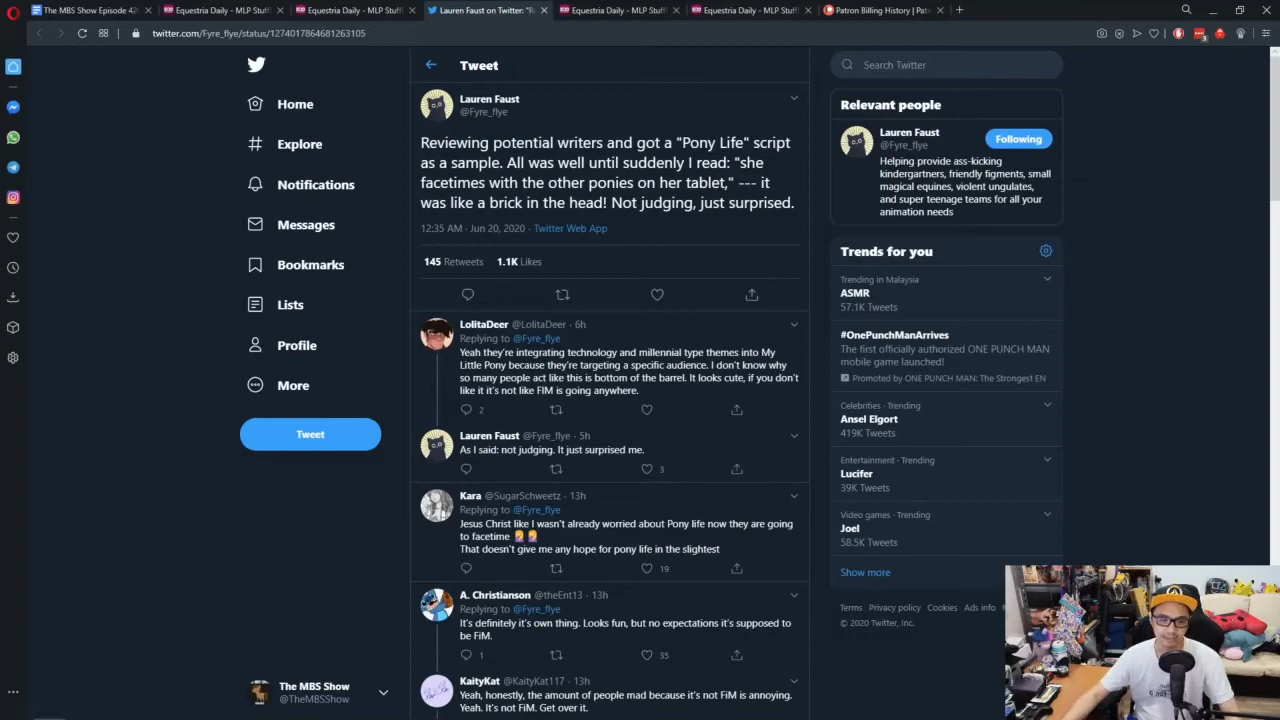 The MBS Show Episode 42
Equestria Daily - MLP Stuff
Equestria Daily - MLP Stuff
Lauren Faust on Twitter: "R
Equestria Daily - MLP Stuff
Equestria Daily - MLP Stuff
Patron Billing History | Pat
twitter.com/Fyre_flye/status/1274017864681263105
Home
Explore
Notifications
Messages
Bookmarks
Lists
Profile
More
Tweet
The MBS Show
@TheMBSShow
Tweet
Lauren Faust
@Fyre_flye
Reviewing potential writers and got a "Pony Life" script
as a sample. All was well until suddenly I read: "she
facetimes with the other ponies on her tablet," --- it
was like a brick in the head! Not judging, just surprised.
12:35 AM · Jun 20, 2020 · Twitter Web App
145 Retweets 1.1K Likes
LolitaDeer @LolitaDeer · 6h
Replying to @Fyre_flye
Yeah they're integrating technology and millennial type themes into My
Little Pony because they're targeting a specific audience. I don't know why
so many people act like this is bottom of the barrel. It looks cute, if you don't
like it it's not like FIM is going anywhere.
2
Lauren Faust @Fyre_flye · 5h
As I said: not judging. It just surprised me.
3
Kara @SugarSchweetz · 13h
Replying to @Fyre_flye
Jesus Christ like I wasn't already worried about Pony life now they are going
to facetime
That doesn't give me any hope for pony life in the slightest
19
A. Christianson @theEnt13 · 13h
Replying to @Fyre_flye
It's definitely it's own thing. Looks fun, but no expectations it's supposed to
be FiM.
1 35
KaityKat @KaityKat117 · 13h
Yeah, honestly, the amount of people mad because it's not FiM is annoying.
Yeah. It's not FiM. Get over it.
Search Twitter
Relevant people
Lauren Faust
@Fyre_flye
Following
Helping provide ass-kicking
kindergartners, friendly figments, small
magical equines, violent ungulates,
and super teenage teams for all your
animation needs
Trends for you
Trending in Malaysia
ASMR
57.1K Tweets
#OnePunchManArrives
The first officially authorized ONE PUNCH MAN
mobile game launched!
Promoted by ONE PUNCH MAN: The Strongest EN
Celebrities · Trending
Ansel Elgort
419K Tweets
Entertainment · Trending
Lucifer
39K Tweets
Video games · Trending
Joel
58.5K Tweets
Show more
Terms Privacy policy Cookies Ads info
© 2020 Twitter, Inc.